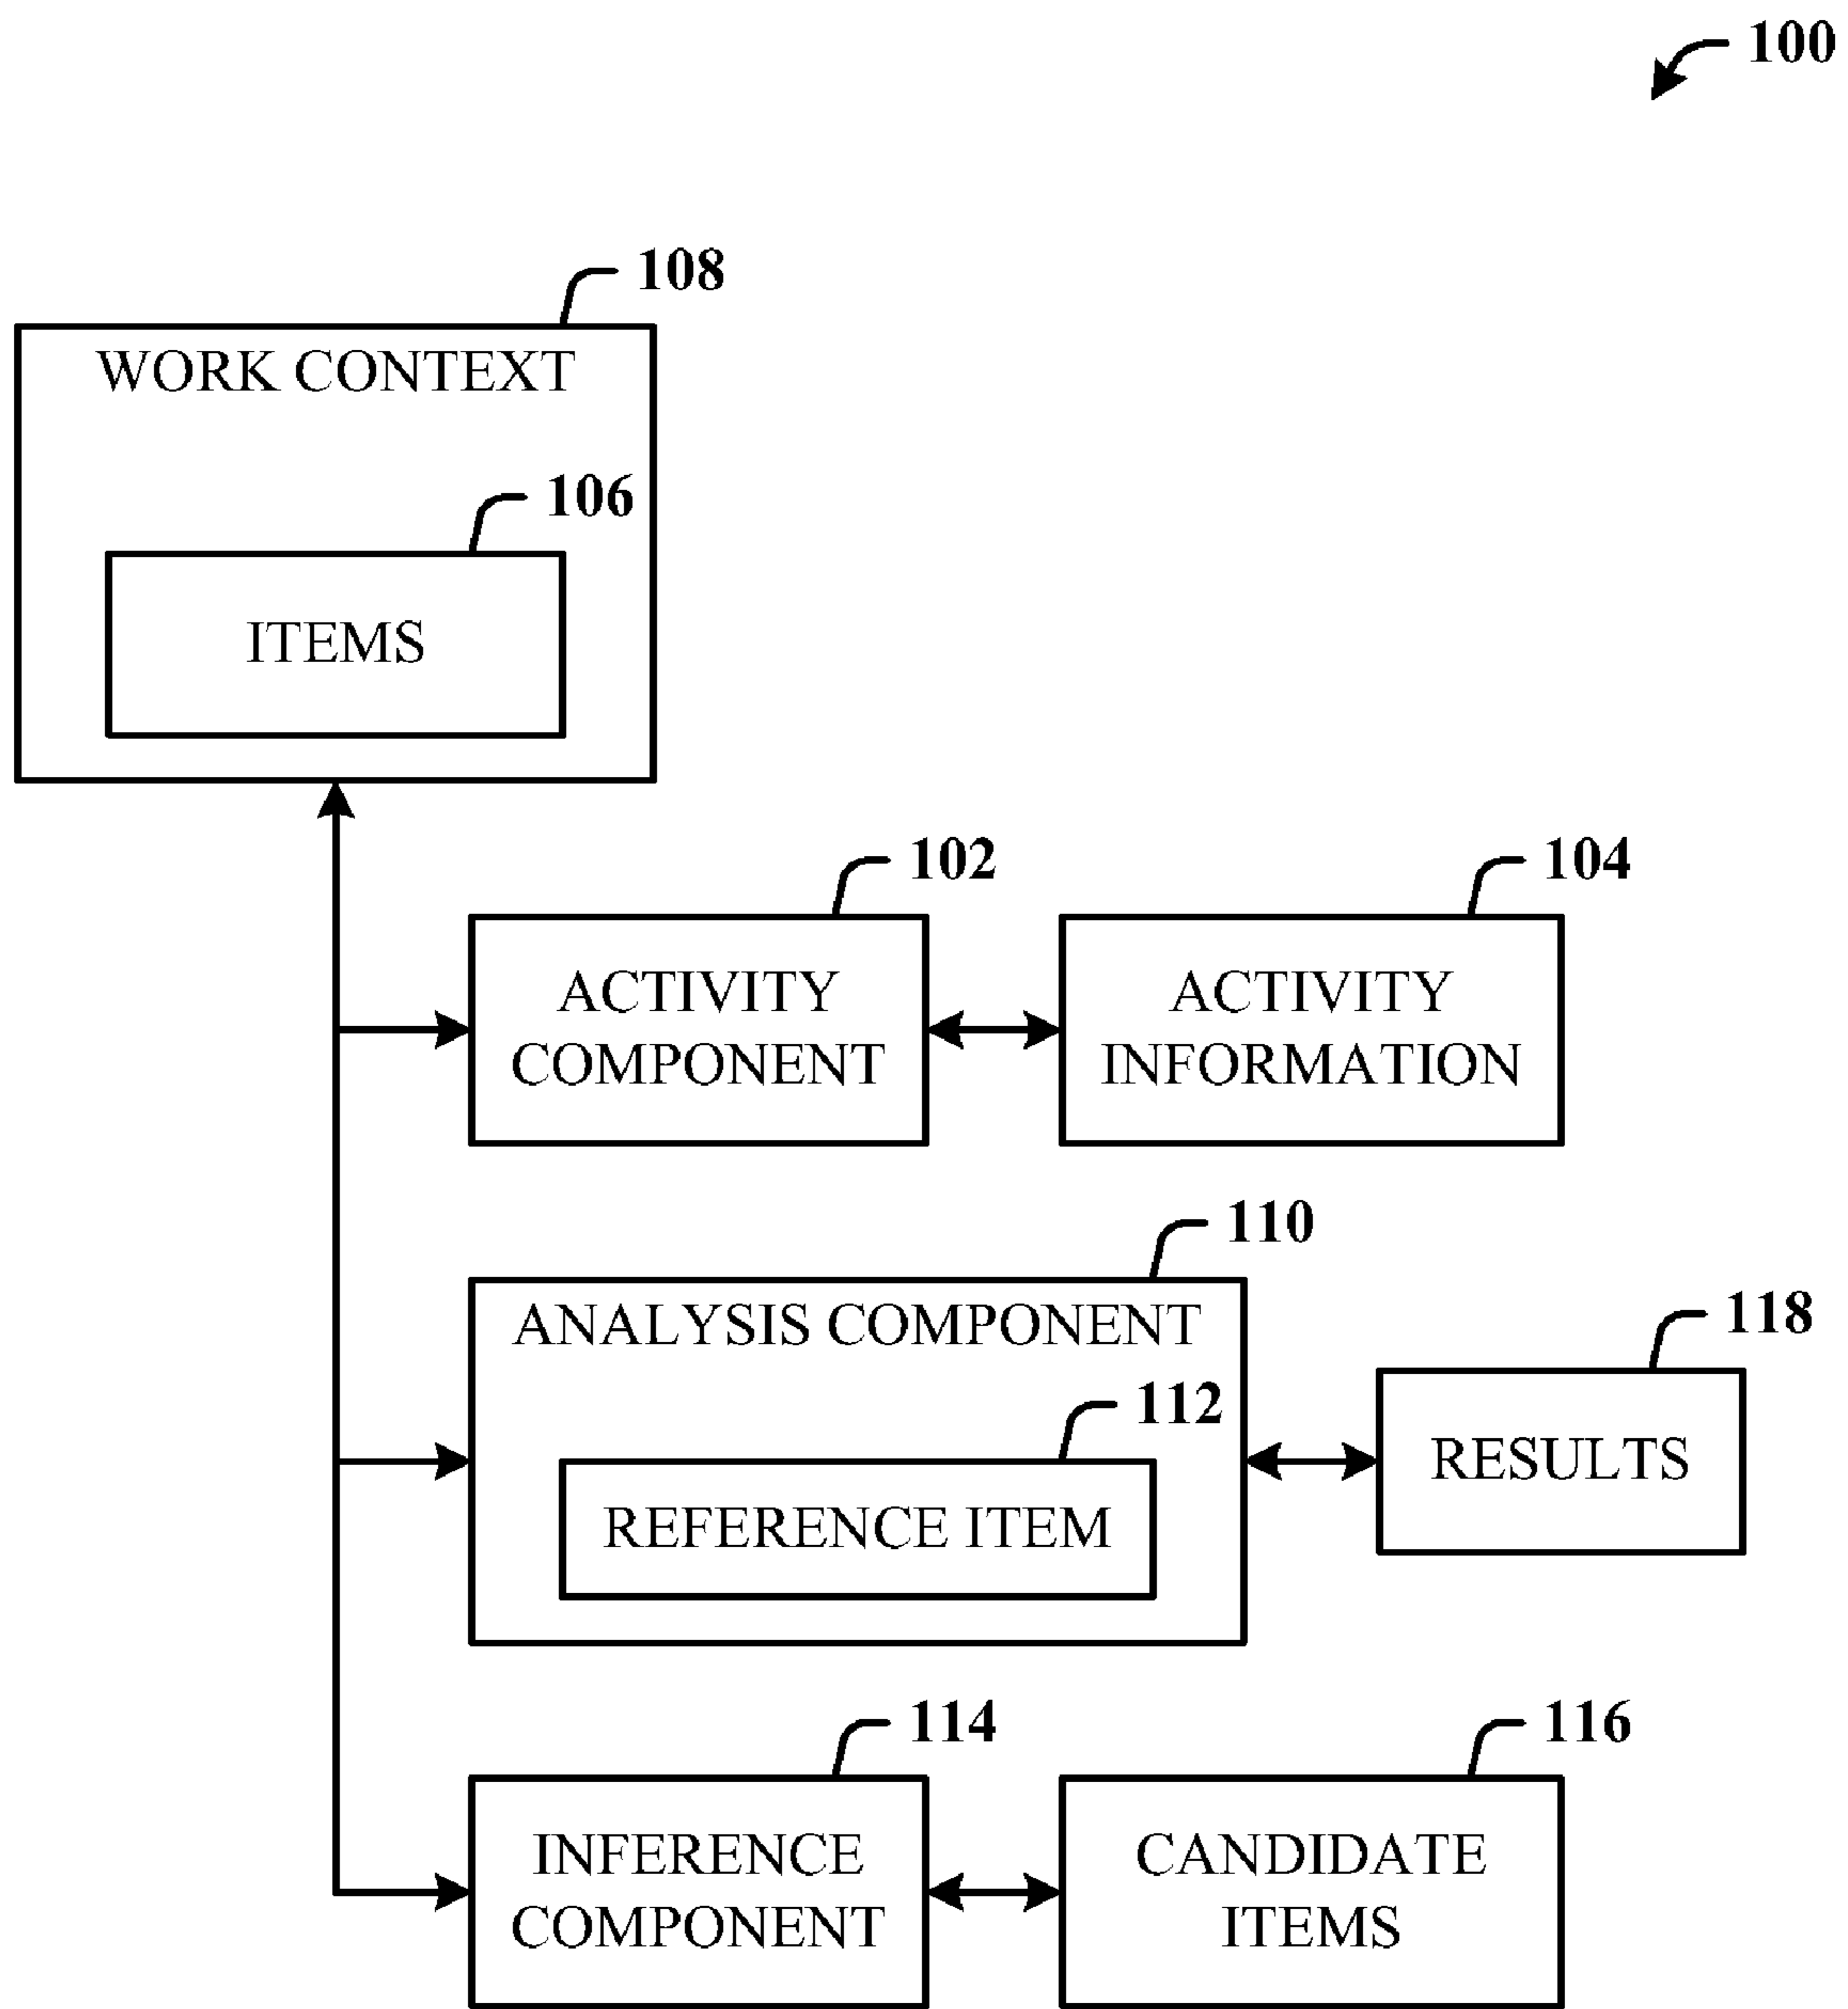 100
108
WORK CONTEXT
106
ITEMS
102
104
ACTIVITY
COMPONENT
ACTIVITY
INFORMATION
110
ANALYSIS COMPONENT
118
112
RESULTS
REFERENCE ITEM
114
116
INFERENCE
COMPONENT
CANDIDATE
ITEMS